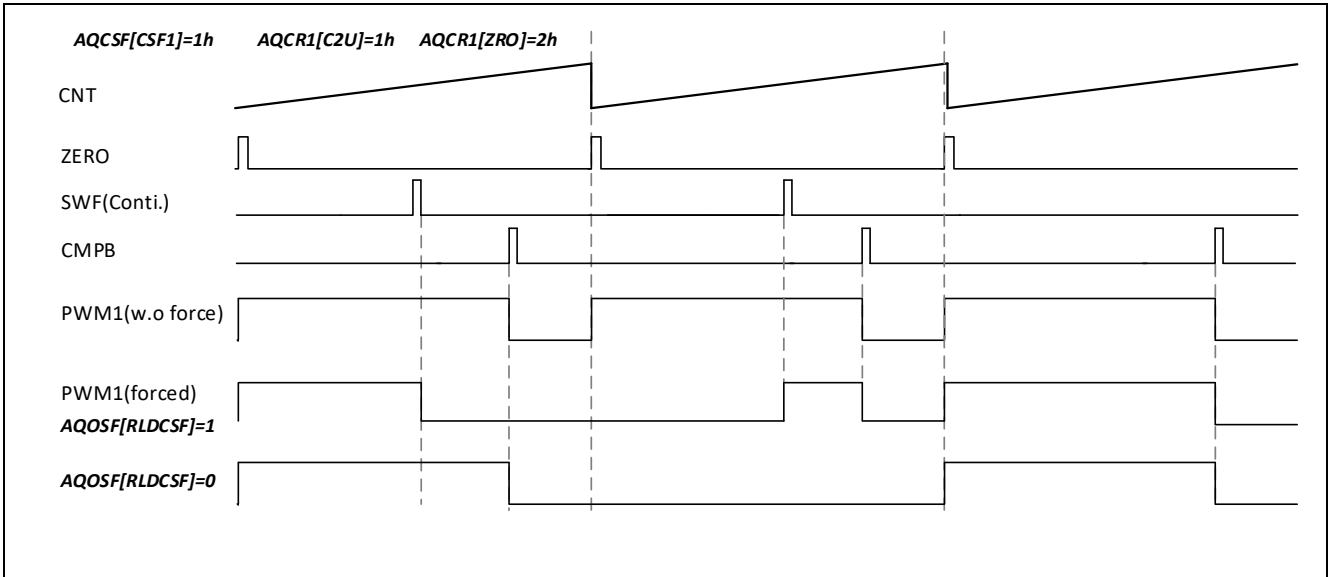 AQCSF[CSF1]=1h AQCR1[C2U]=1h AQCR1[ZRO]=2h
CNT
ZERO
SWF(Conti.)
CMPB
PWM1(w.o force)
PWM1(forced)
AQOSF[RLDCSF]=1
AQOSF[RLDCSF]=0